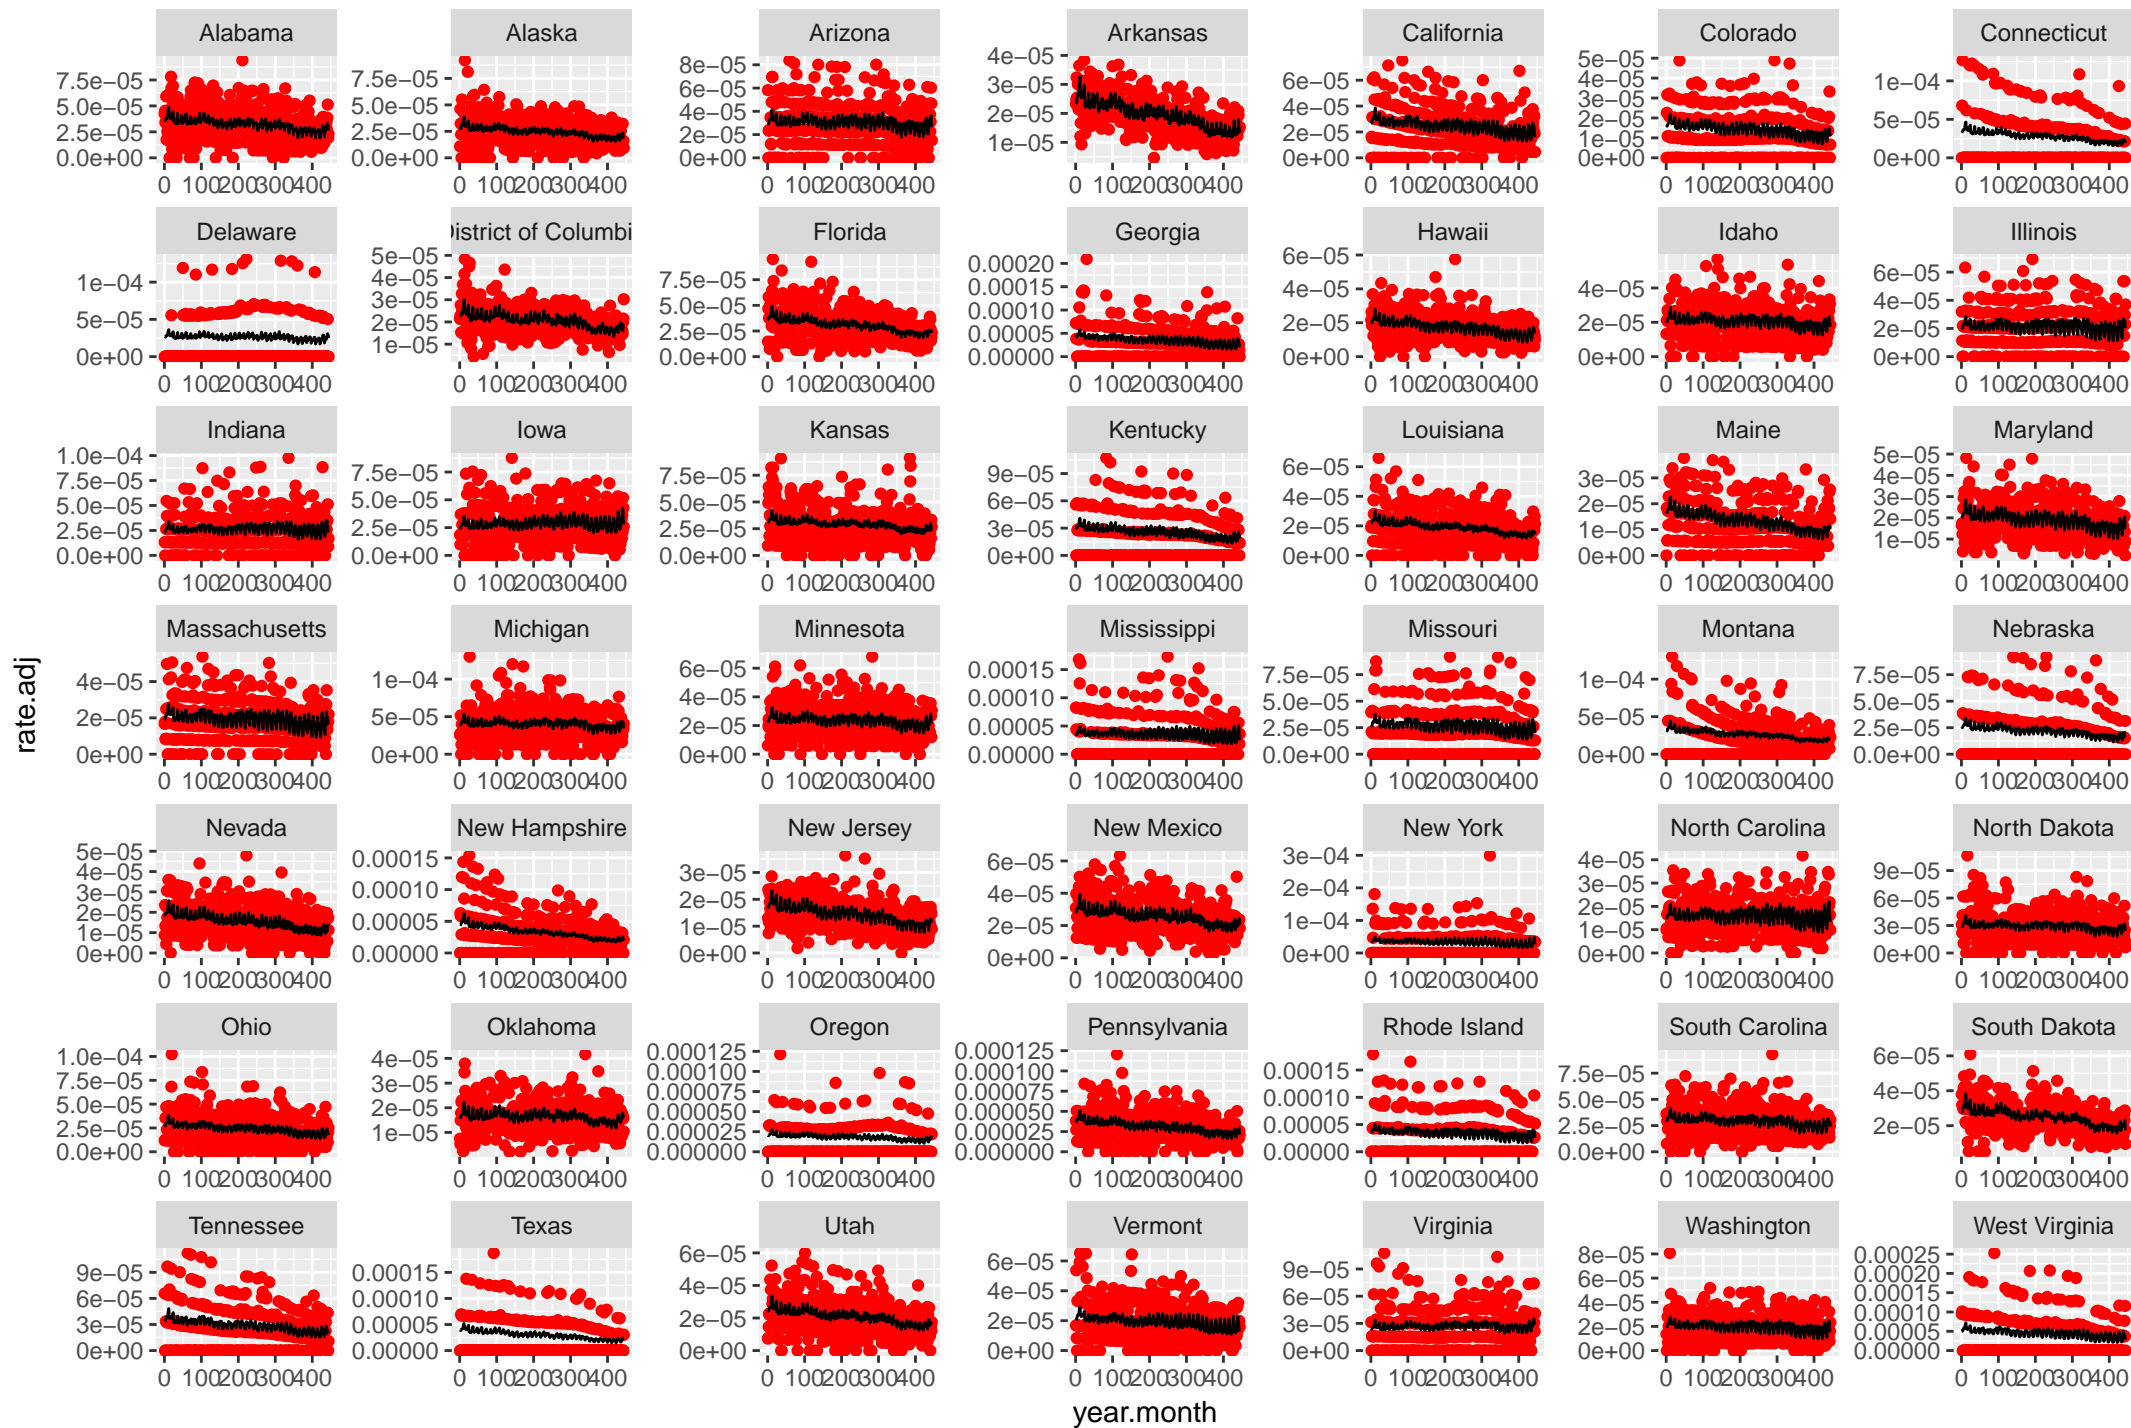 Alabama Alaska Arizona Arkansas California Colorado Connecticut
7.5e−05 5.0e−05 2.5e−05 0.0e+00
7.5e−05 5.0e−05 2.5e−05 0.0e+00
8e−05 6e−05 4e−05 2e−05 0e+00
4e−05 3e−05 2e−05 1e−05
6e−05 4e−05 2e−05 0e+00
5e−05 4e−05 3e−05 2e−05 1e−05 0e+00
1e−04 5e−05 0e+00
0 100200300400 0 100200300400 0 100200300400 0 100200300400 0 100200300400 0 100200300400 0 100200300400
Delaware istrict of Columbi Florida Georgia Hawaii Idaho Illinois
1e−04 5e−05 0e+00
5e−05 4e−05 3e−05 2e−05 1e−05
7.5e−05 5.0e−05 2.5e−05 0.0e+00
0.00020 0.00015 0.00010 0.00005 0.00000
6e−05 4e−05 2e−05 0e+00
4e−05 2e−05 0e+00
6e−05 4e−05 2e−05 0e+00
0 100200300400 0 100200300400 0 100200300400 0 100200300400 0 100200300400 0 100200300400 0 100200300400
Indiana Iowa Kansas Kentucky Louisiana Maine Maryland
1.0e−04 7.5e−05 5.0e−05 2.5e−05 0.0e+00
7.5e−05 5.0e−05 2.5e−05 0.0e+00
7.5e−05 5.0e−05 2.5e−05 0.0e+00
9e−05 6e−05 3e−05 0e+00
6e−05 4e−05 2e−05 0e+00
3e−05 2e−05 1e−05 0e+00
5e−05 4e−05 3e−05 2e−05 1e−05
0 100200300400 0 100200300400 0 100200300400 0 100200300400 0 100200300400 0 100200300400 0 100200300400
rate.adj
Massachusetts Michigan Minnesota Mississippi Missouri Montana Nebraska
4e−05 2e−05 0e+00
1e−04 5e−05 0e+00
6e−05 4e−05 2e−05 0e+00
0.00015 0.00010 0.00005 0.00000
7.5e−05 5.0e−05 2.5e−05 0.0e+00
1e−04 5e−05 0e+00
7.5e−05 5.0e−05 2.5e−05 0.0e+00
0 100200300400 0 100200300400 0 100200300400 0 100200300400 0 100200300400 0 100200300400 0 100200300400
Nevada New Hampshire New Jersey New Mexico New York North Carolina North Dakota
5e−05 4e−05 3e−05 2e−05 1e−05 0e+00
0.00015 0.00010 0.00005 0.00000
3e−05 2e−05 1e−05 0e+00
6e−05 4e−05 2e−05 0e+00
3e−04 2e−04 1e−04 0e+00
4e−05 3e−05 2e−05 1e−05 0e+00
9e−05 6e−05 3e−05 0e+00
0 100200300400 0 100200300400 0 100200300400 0 100200300400 0 100200300400 0 100200300400 0 100200300400
Ohio Oklahoma Oregon Pennsylvania Rhode Island South Carolina South Dakota
1.0e−04 7.5e−05 5.0e−05 2.5e−05 0.0e+00
4e−05 3e−05 2e−05 1e−05
0.000125 0.000100 0.000075 0.000050 0.000025 0.000000
0.000125 0.000100 0.000075 0.000050 0.000025 0.000000
0.00015 0.00010 0.00005 0.00000
7.5e−05 5.0e−05 2.5e−05 0.0e+00
6e−05 4e−05 2e−05
0 100200300400 0 100200300400 0 100200300400 0 100200300400 0 100200300400 0 100200300400 0 100200300400
Tennessee Texas Utah Vermont Virginia Washington West Virginia
9e−05 6e−05 3e−05 0e+00
0.00015 0.00010 0.00005 0.00000
6e−05 4e−05 2e−05 0e+00
6e−05 4e−05 2e−05 0e+00
9e−05 6e−05 3e−05 0e+00
8e−05 6e−05 4e−05 2e−05 0e+00
0.00025 0.00020 0.00015 0.00010 0.00005 0.00000
0 100200300400 0 100200300400 0 100200300400 0 100200300400 0 100200300400 0 100200300400 0 100200300400
year.month